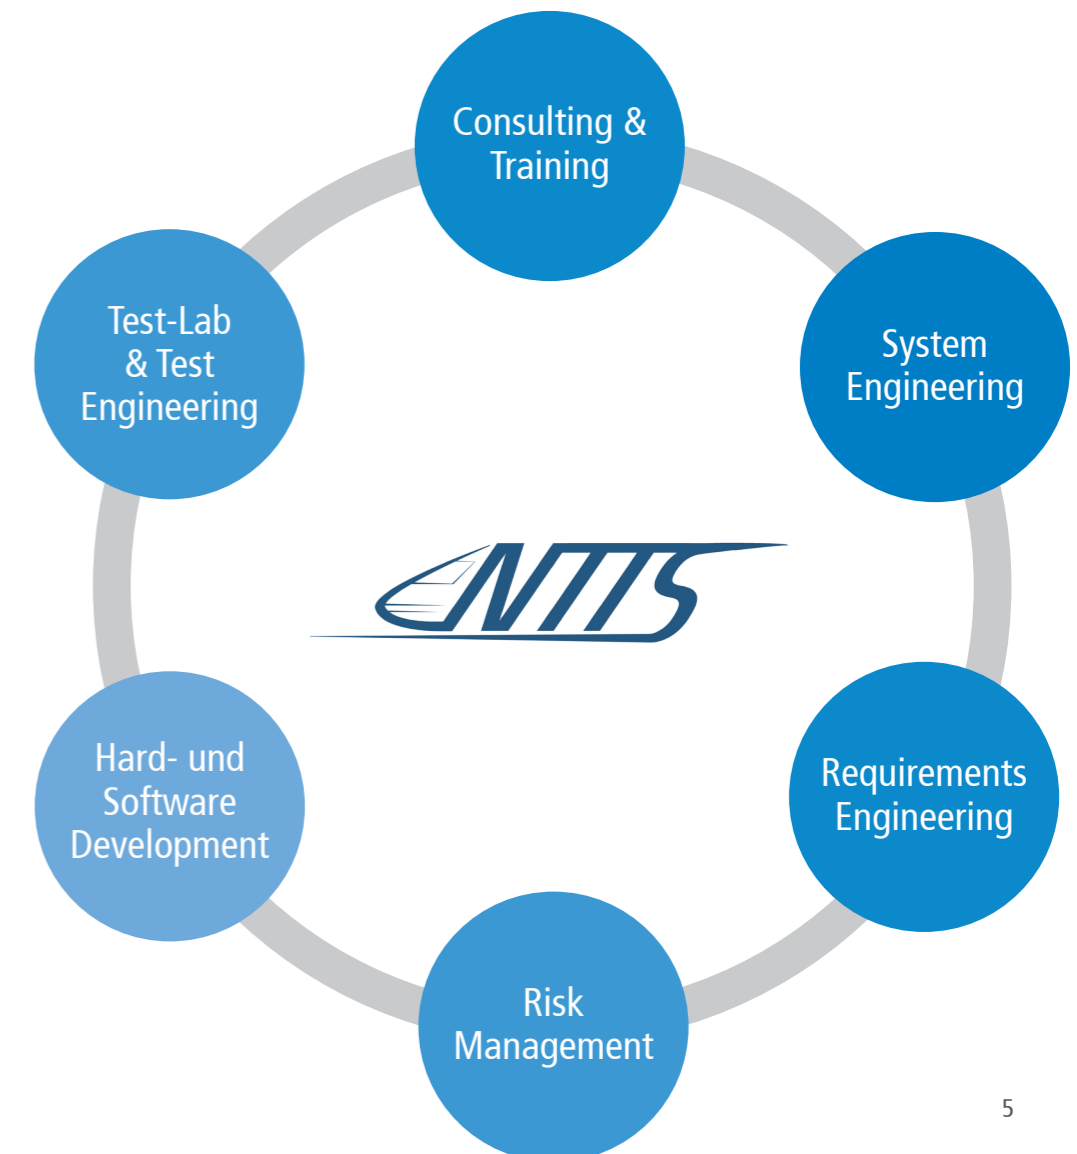 Consulting &
Training
System
Engineering
Requirements
Engineering
Risk
Management
Hard- und
Software
Development
Test-Lab
& Test
Engineering
NTTS
5